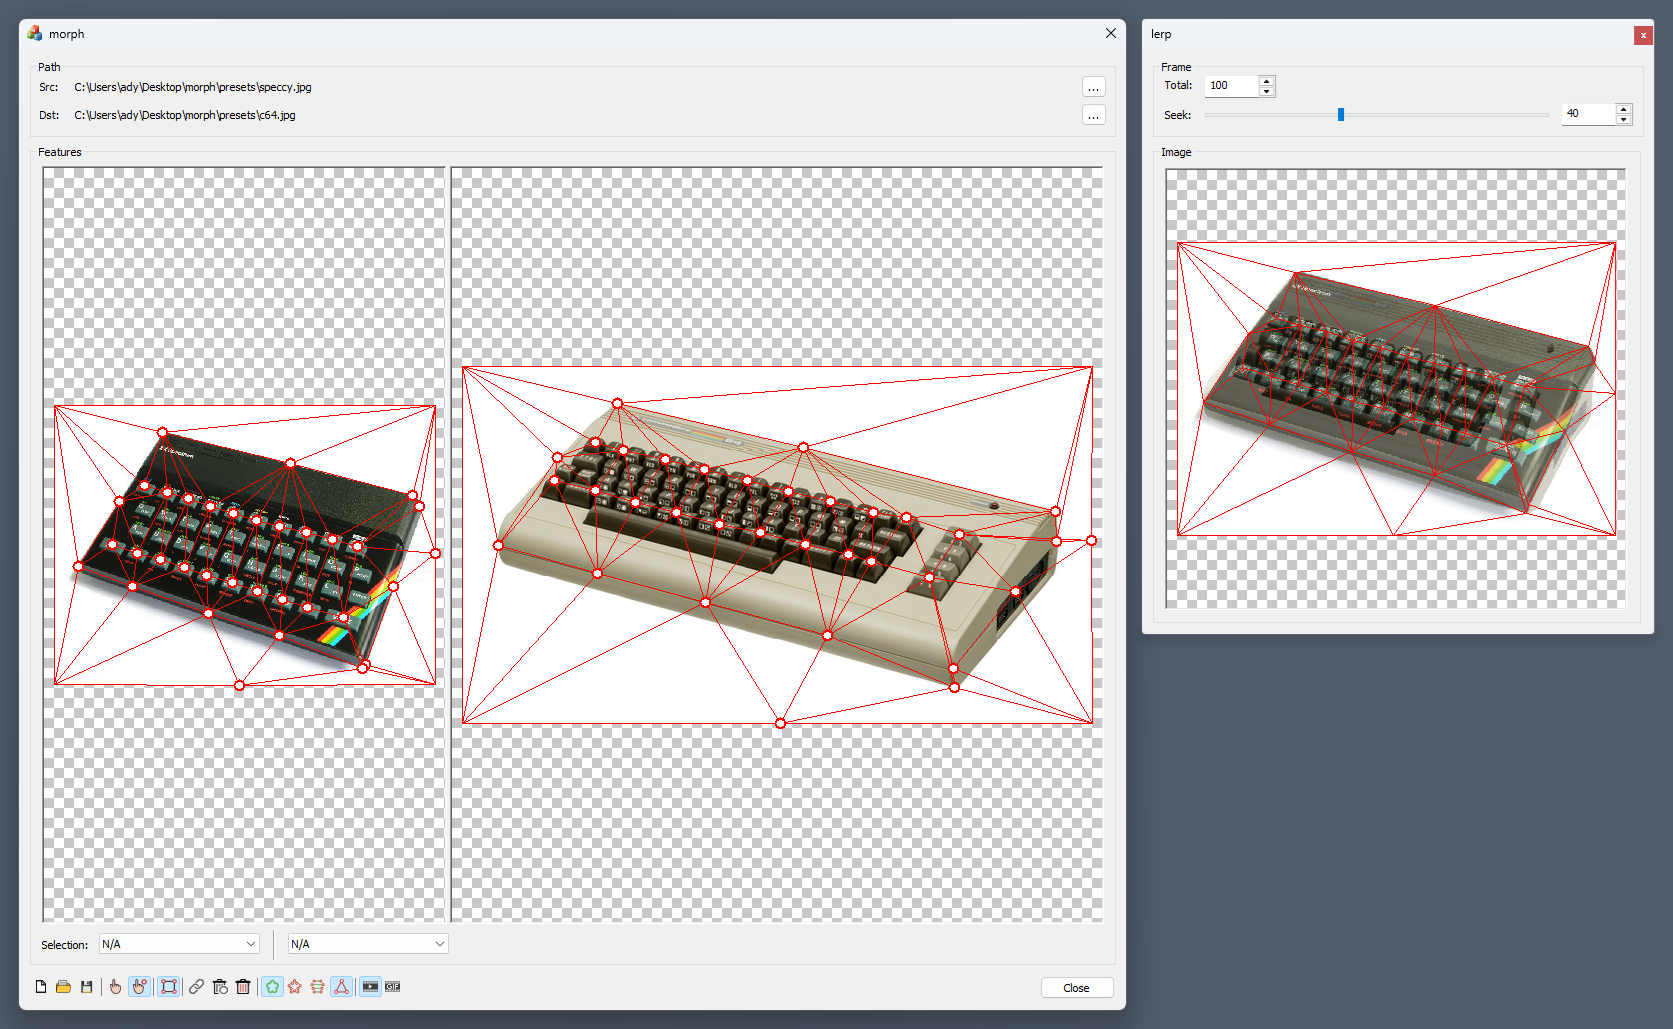 morph
Path
Src: C:\Users\ady\Desktop\morph\presets\speccy.jpg
...
Dst: C:\Users\ady\Desktop\morph\presets\c64.jpg
...
Features
Selection: N/A N/A
GIF
Close
lerp
x
Frame
Total: 100
Seek: 40
Image